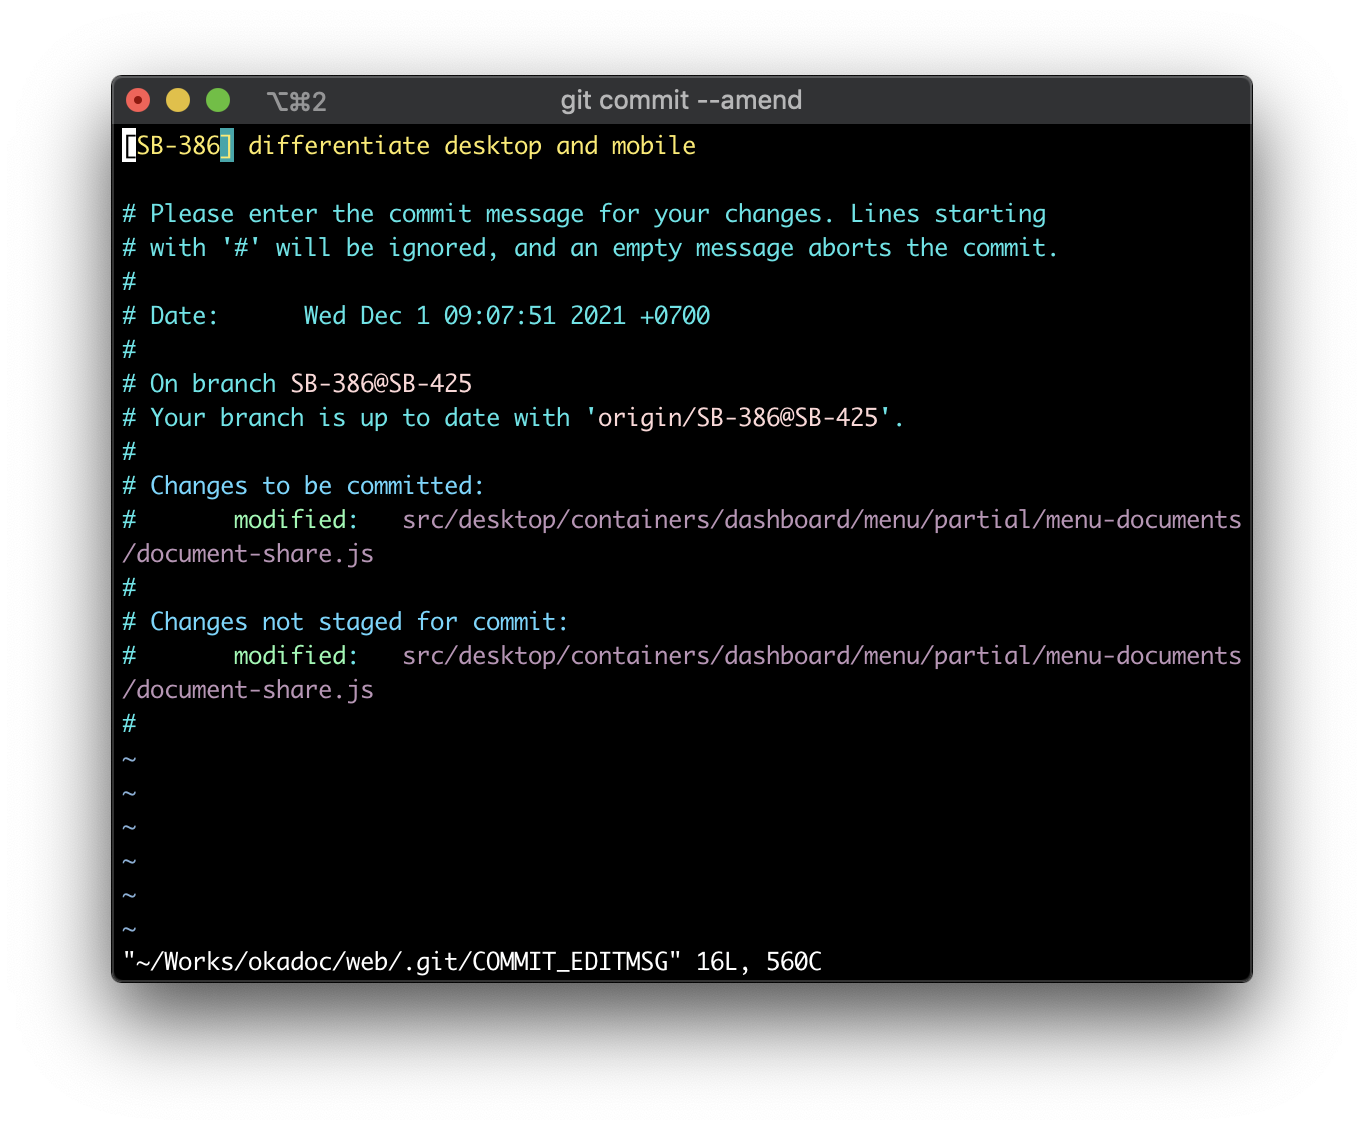 ⌥⌘2 git commit --amend
[SB-386] differentiate desktop and mobile
# Please enter the commit message for your changes. Lines starting
# with '#' will be ignored, and an empty message aborts the commit.
#
# Date:      Wed Dec 1 09:07:51 2021 +0700
#
# On branch SB-386@SB-425
# Your branch is up to date with 'origin/SB-386@SB-425'.
#
# Changes to be committed:
#       modified:   src/desktop/containers/dashboard/menu/partial/menu-documents
/document-share.js
#
# Changes not staged for commit:
#       modified:   src/desktop/containers/dashboard/menu/partial/menu-documents
/document-share.js
#
~
~
~
~
~
~
"~/Works/okadoc/web/.git/COMMIT_EDITMSG" 16L, 560C